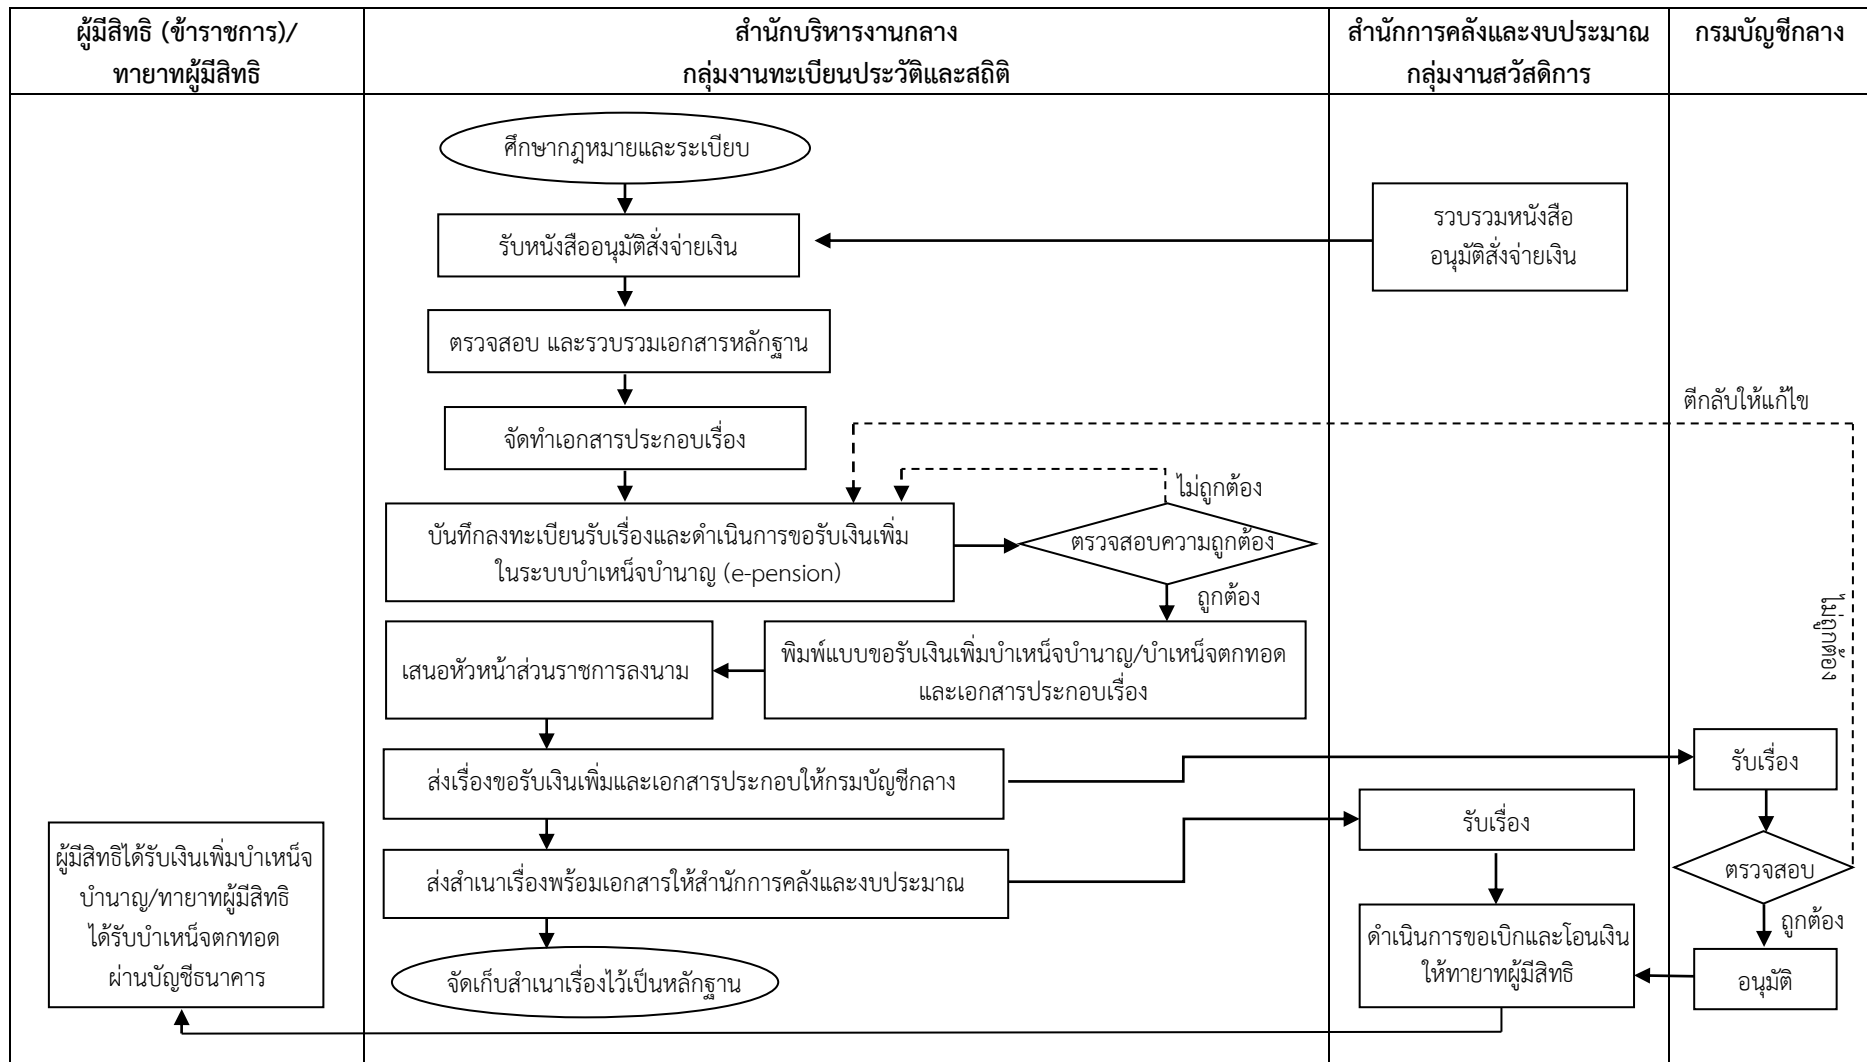 ผู้มีสิทธิ (ข้าราชการ)/
ทายาทผู้มีสิทธิ
สำนักบริหารงานกลาง
กลุ่มงานทะเบียนประวัติและสถิติ
สำนักการคลังและงบประมาณ
กลุ่มงานสวัสดิการ
กรมบัญชีกลาง
ศึกษากฎหมายและระเบียบ
รับหนังสืออนุมัติสั่งจ่ายเงิน
รวบรวมหนังสือ
อนุมัติสั่งจ่ายเงิน
ตรวจสอบ และรวบรวมเอกสารหลักฐาน
ตีกลับให้แก้ไข
จัดทำเอกสารประกอบเรื่อง
ไม่ถูกต้อง
บันทึกลงทะเบียนรับเรื่องและดำเนินการขอรับเงินเพิ่ม
ในระบบบำเหน็จบำนาญ (e-pension)
ตรวจสอบความถูกต้อง
ถูกต้อง
ไม่ถูกต้อง
พิมพ์แบบขอรับเงินเพิ่มบำเหน็จบำนาญ/บำเหน็จตกทอด
และเอกสารประกอบเรื่อง
เสนอหัวหน้าส่วนราชการลงนาม
ส่งเรื่องขอรับเงินเพิ่มและเอกสารประกอบให้กรมบัญชีกลาง
รับเรื่อง
รับเรื่อง
ผู้มีสิทธิได้รับเงินเพิ่มบำเหน็จ
บำนาญ/ทายาทผู้มีสิทธิ
ได้รับบำเหน็จตกทอด
ผ่านบัญชีธนาคาร
ส่งสำเนาเรื่องพร้อมเอกสารให้สำนักการคลังและงบประมาณ
ตรวจสอบ
ถูกต้อง
ดำเนินการขอเบิกและโอนเงิน
ให้ทายาทผู้มีสิทธิ
จัดเก็บสำเนาเรื่องไว้เป็นหลักฐาน
อนุมัติ